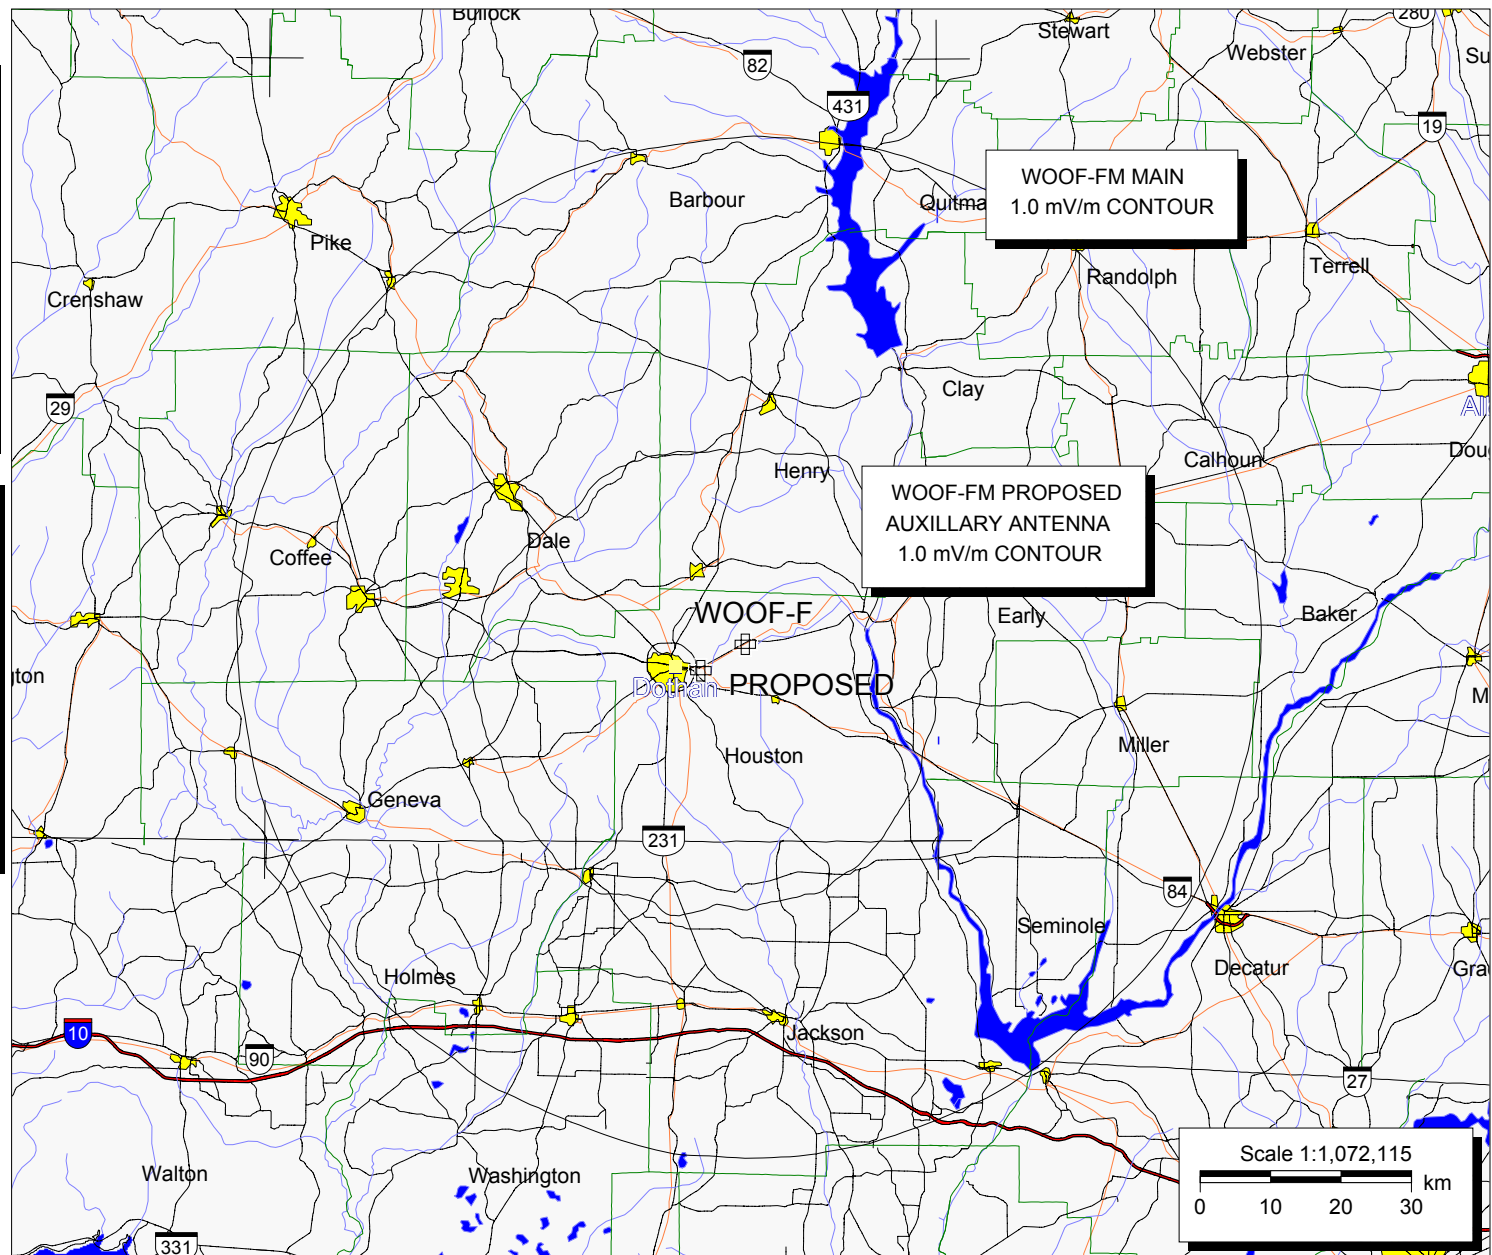 Bullock
Stewart
280
Webster
Su
82
431
19
WOOF-FM MAIN
1.0 mV/m CONTOUR
Barbour
Quitma
Pike
Terrell
Randolph
Crenshaw
Clay
29
Al
Henry
Calhoun
Doug
WOOF-FM PROPOSED
AUXILLARY ANTENNA
1.0 mV/m CONTOUR
Dale
Coffee
WOOF-F
Early
Baker
gton
Dothan
PROPOSED
M
Houston
Miller
Geneva
231
84
Seminole
Holmes
Decatur
Gra
10
Jackson
90
27
Walton
Washington
Scale 1:1,072,115
km
0 10 20 30
331